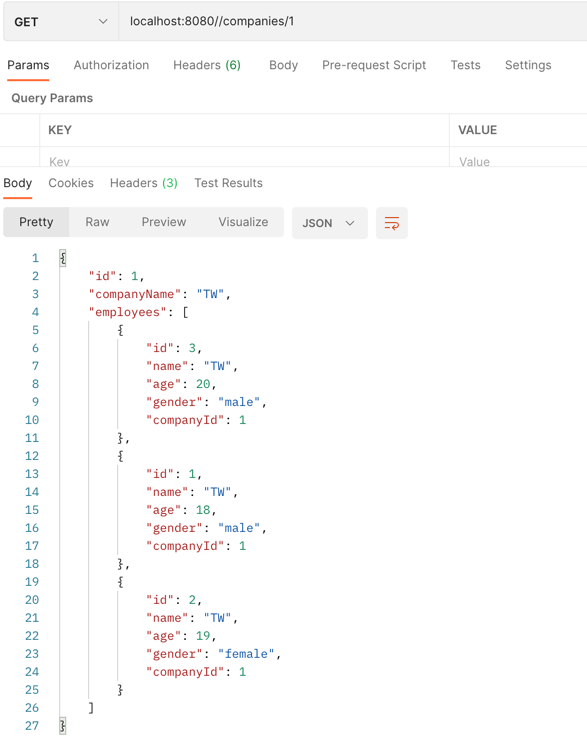 GET localhost:8080//companies/1
Params Authorization Headers (6) Body Pre-request Script Tests Settings
Query Params
KEY VALUE
Key Value
Body Cookies Headers (3) Test Results
Pretty Raw Preview Visualize JSON
1 {
2 "id": 1,
3 "companyName": "TW",
4 "employees": [
5 {
6 "id": 3,
7 "name": "TW",
8 "age": 20,
9 "gender": "male",
10 "companyId": 1
11 },
12 {
13 "id": 1,
14 "name": "TW",
15 "age": 18,
16 "gender": "male",
17 "companyId": 1
18 },
19 {
20 "id": 2,
21 "name": "TW",
22 "age": 19,
23 "gender": "female",
24 "companyId": 1
25 }
26 ]
27 }